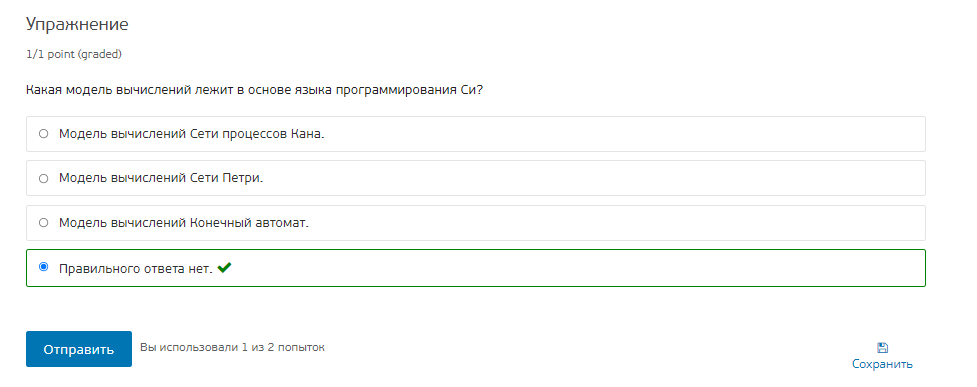 Упражнение
1/1 point (graded)
Какая модель вычислений лежит в основе языка программирования Си?
Модель вычислений Сети процессов Кана.
Модель вычислений Сети Петри.
Модель вычислений Конечный автомат.
Правильного ответа нет.
Отправить
Вы использовали 1 из 2 попыток
Сохранить